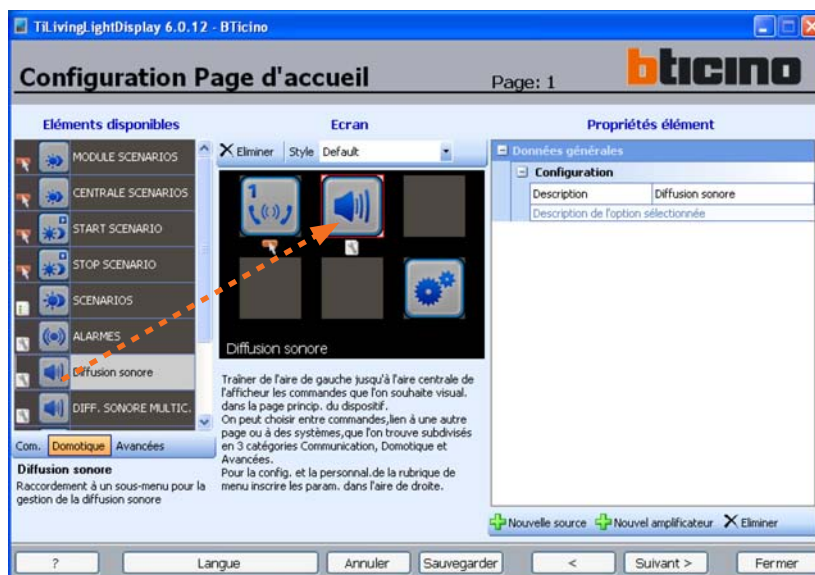 TiLivingLightDisplay 6.0.12 - BTicino
Configuration Page d'accueil
Page: 1
bticino
Eléments disponibles
MODULE SCENARIOS
CENTRALE SCENARIOS
START SCENARIO
STOP SCENARIO
SCENARIOS
ALARMES
Diffusion sonore
DIFF. SONORE MULTIC.
Com. Domotique Avancées
Diffusion sonore
Raccordement à un sous-menu pour la
gestion de la diffusion sonore
Ecran
Eliminer Style Default
1
Diffusion sonore
Traîner de l'aire de gauche jusqu'à l'aire centrale de
l'afficheur les commandes que l'on souhaite visual.
dans la page princip. du dispositif.
On peut choisir entre commandes,lien à une autre
page ou à des systèmes,que l'on trouve subdivisés
en 3 catégories Communication, Domotique et
Avancées.
Pour la config. et la personnal.de la rubrique de
menu inscrire les param. dans l'aire de droite.
Propriétés élément
Données générales
Configuration
Description Diffusion sonore
Description de l'option sélectionnée
Nouvelle source Nouvel amplificateur Eliminer
? Langue Annuler Sauvegarder < Suivant > Fermer